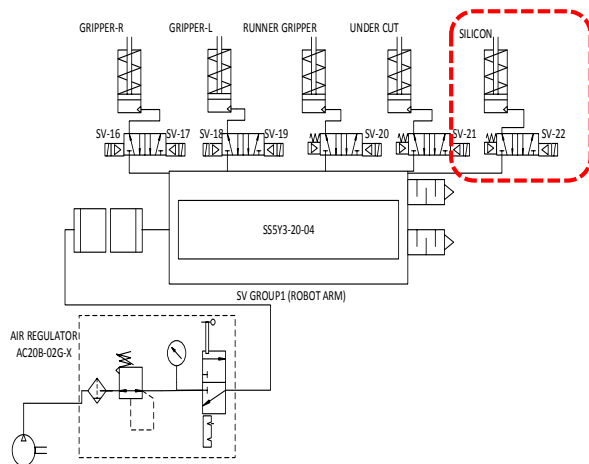 GRIPPER-R GRIPPER-L RUNNER GRIPPER UNDER CUT SILICON
SV-16 SV-17 SV-18 SV-19 SV-20 SV-21 SV-22
SS5Y3-20-04
SV GROUP1 (ROBOT ARM)
AIR REGULATOR
AC20B-02G-X